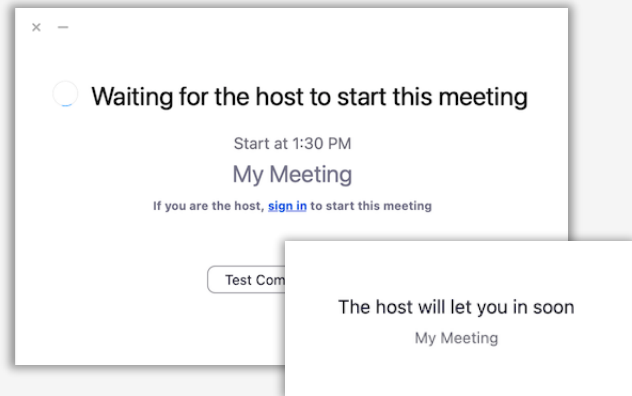 Waiting for the host to start this meeting
Start at 1:30 PM
My Meeting
If you are the host, sign in to start this meeting
Test Com
The host will let you in soon
My Meeting